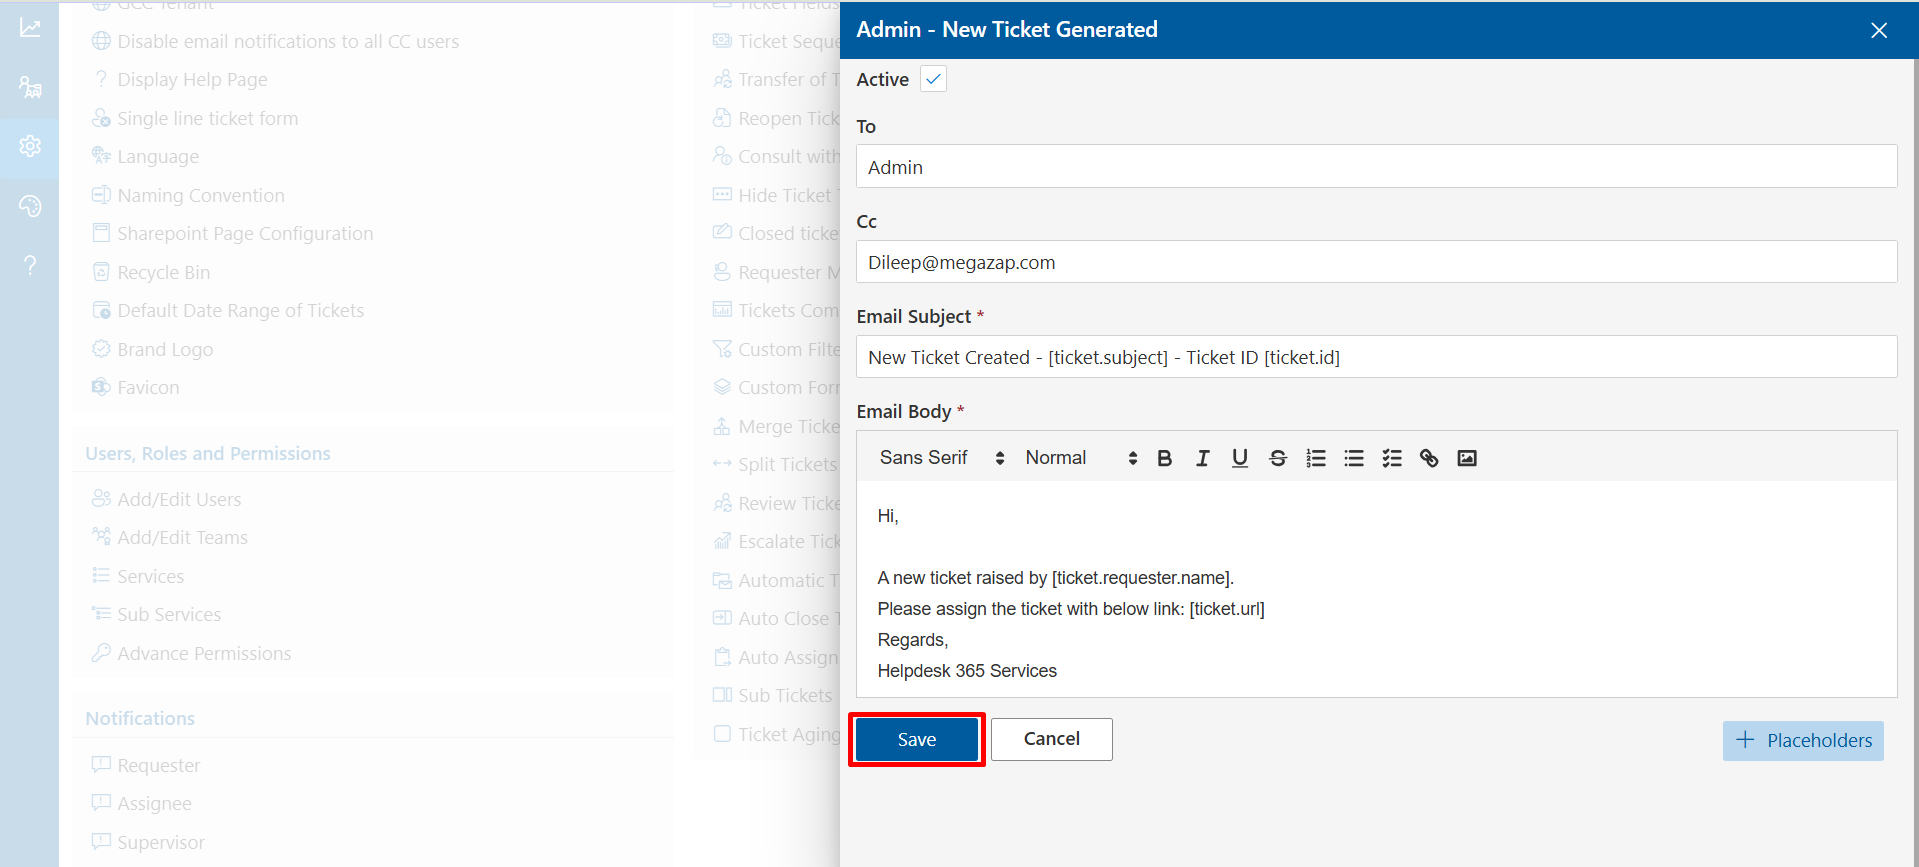 GCC Tenant
Disable email notifications to all CC users
Display Help Page
Single line ticket form
Language
Naming Convention
Sharepoint Page Configuration
Recycle Bin
Default Date Range of Tickets
Brand Logo
Favicon
Users, Roles and Permissions
Add/Edit Users
Add/Edit Teams
Services
Sub Services
Advance Permissions
Notifications
Requester
Assignee
Supervisor
Ticket Fields
Ticket Seque
Transfer of T
Reopen Tick
Consult with
Hide Ticket
Closed ticke
Requester M
Tickets Com
Custom Filte
Custom Forr
Merge Ticke
Split Tickets
Review Ticke
Escalate Tick
Automatic T
Auto Close T
Auto Assign
Sub Tickets
Ticket Aging
Admin - New Ticket Generated
Active
To
Admin
Cc
Dileep@megazap.com
Email Subject *
New Ticket Created - [ticket.subject] - Ticket ID [ticket.id]
Email Body *
Sans Serif Normal
Hi,
A new ticket raised by [ticket.requester.name].
Please assign the ticket with below link: [ticket.url]
Regards,
Helpdesk 365 Services
Save Cancel + Placeholders